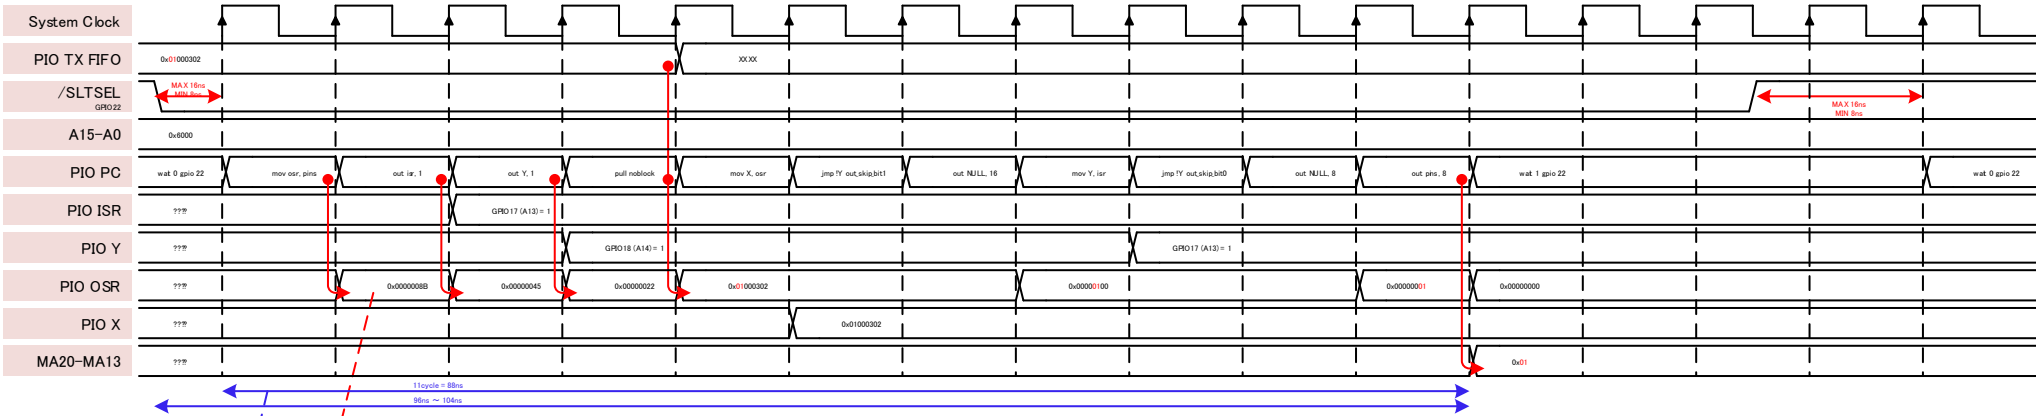 System Clock
PIO TX FIFO 0x01000302 XX.XX
/SLTSEL MAX 16ns
GPIO22 MIN 8ns
MAX 16ns
MIN 8ns
A15-A0 0x6000
PIO PC wait 0 gpio 22 mov osr, pins out isr, 1 out Y, 1 pull noblock mov X, osr jmp !Y out_skip_bit1 out NULL, 16 mov Y, isr jmp !Y out_skip_bit0 out NULL, 8 out pins, 8 wait 1 gpio 22 wait 0 gpio 22
PIO ISR ???? GPIO17 (A13) = 1
PIO Y ???? GPIO18 (A14) = 1 GPIO17 (A13) = 1
PIO OSR ???? 0x0000008B 0x00000045 0x00000022 0x01000302 0x00000100 0x00000001 0x00000000
PIO X ???? 0x01000302
MA20-MA13 ???? 0x01
11cycle = 88ns
96ns ～ 104ns